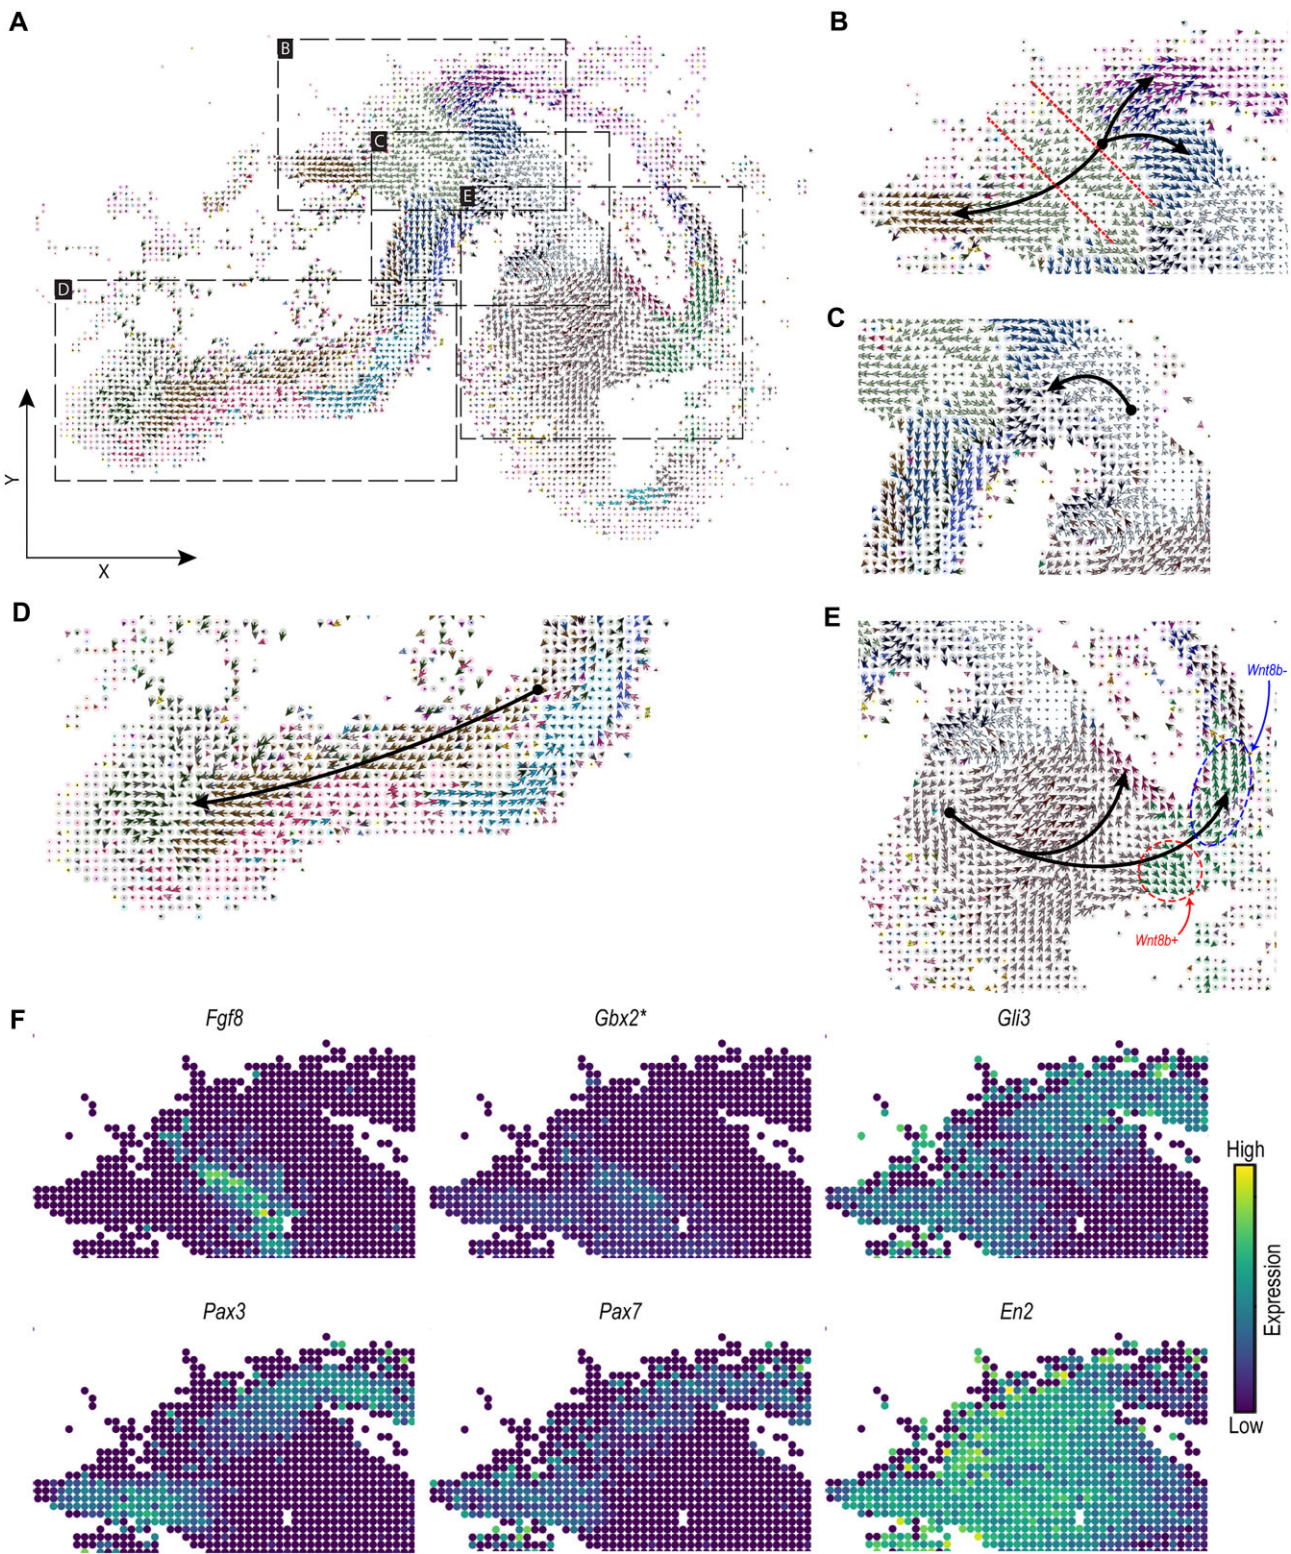 A
B
C
E
D
Y
X
B
C
D
E
Wnt8b-
Wnt8b+
F
Fgf8
Gbx2*
Gli3
Pax3
Pax7
En2
High
Expression
Low